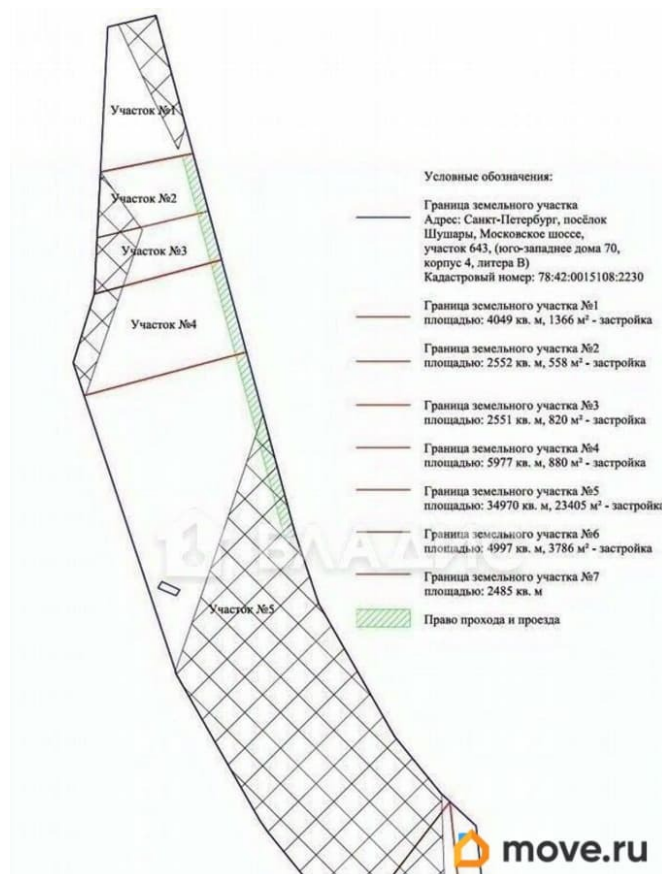 Участок №1
Участок №2
Участок №3
Участок №4
Участок №5
Условные обозначения:
Граница земельного участка
Адрес: Санкт-Петербург, посёлок
Шушары, Московское шоссе,
участок 643, (юго-западнее дома 70,
корпус 4, литера В)
Кадастровый номер: 78:42:0015108:2230
Граница земельного участка №1
площадью: 4049 кв. м, 1366 м² - застройка
Граница земельного участка №2
площадью: 2552 кв. м, 558 м² - застройка
Граница земельного участка №3
площадью: 2551 кв. м, 820 м² - застройка
Граница земельного участка №4
площадью: 5977 кв. м, 880 м² - застройка
Граница земельного участка №5
площадью: 34970 кв. м, 23405 м² - застройка
Граница земельного участка №6
площадью: 4997 кв. м, 3786 м² - застройка
Граница земельного участка №7
площадью: 2485 кв. м
Право прохода и проезда
ВЛАДИС
move.ru